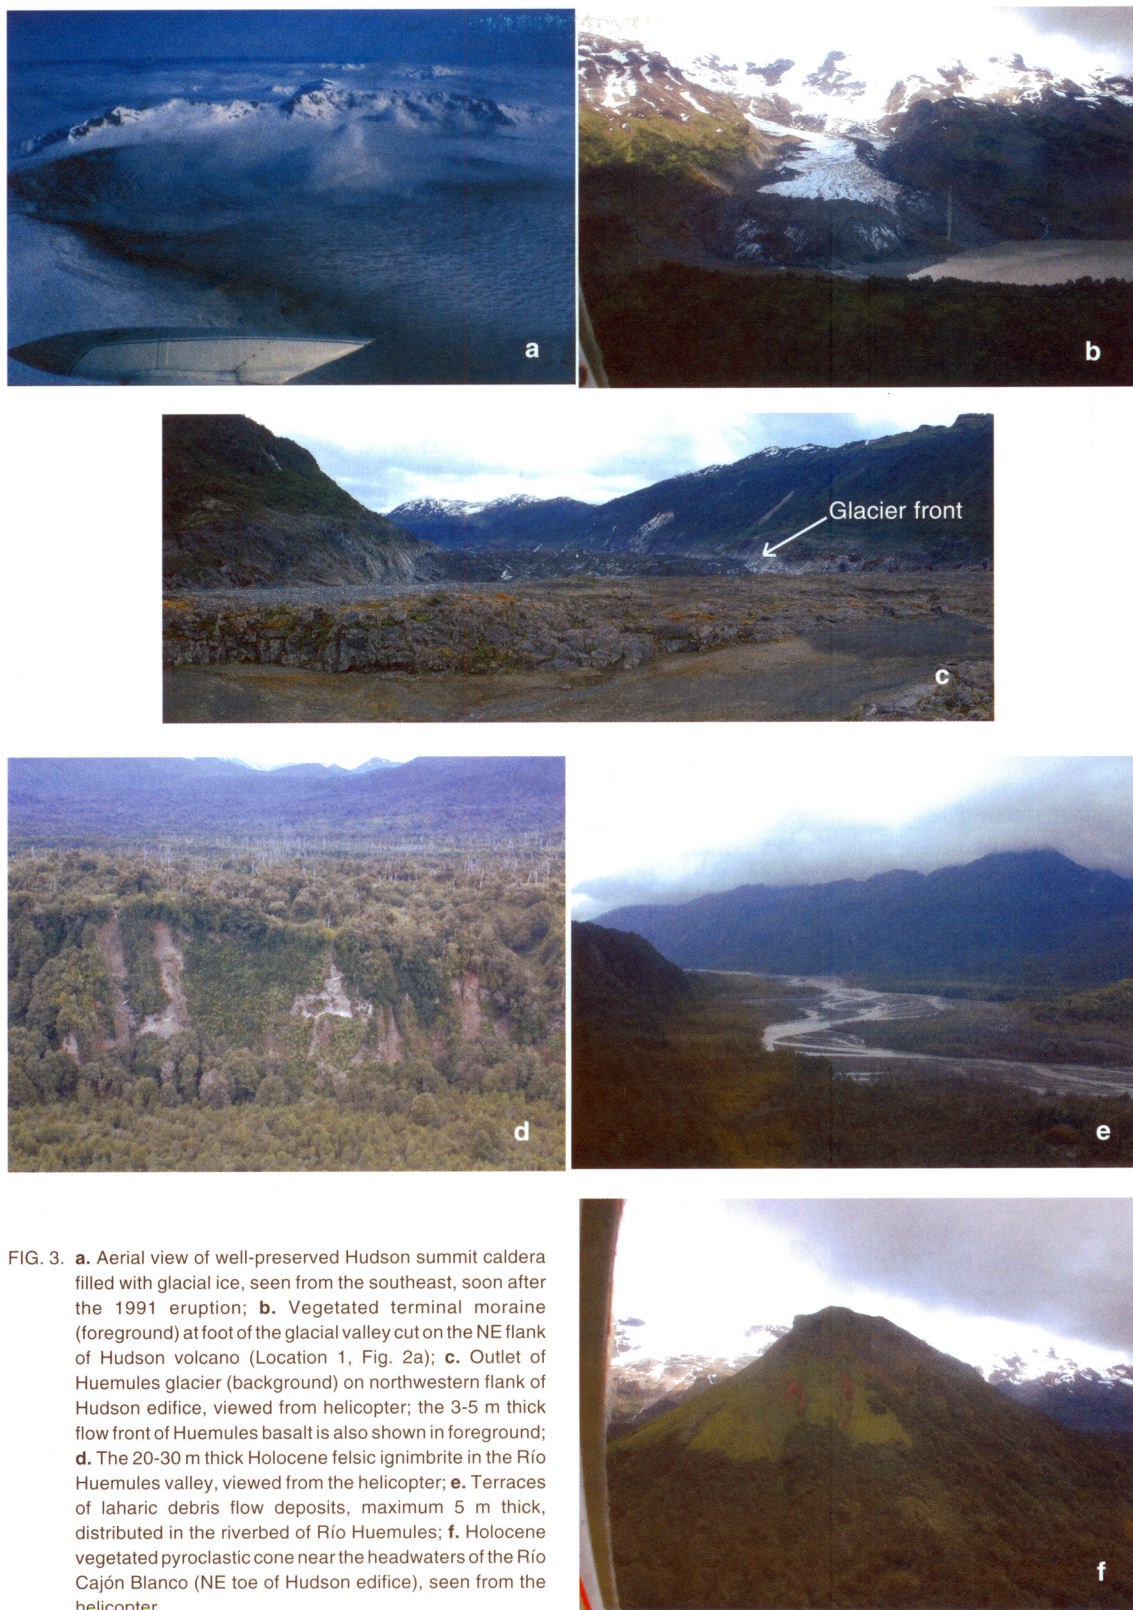 a
b
Glacier front
c
d
e
FIG. 3. a. Aerial view of well-preserved Hudson summit caldera
filled with glacial ice, seen from the southeast, soon after
the 1991 eruption; b. Vegetated terminal moraine
(foreground) at foot of the glacial valley cut on the NE flank
of Hudson volcano (Location 1, Fig. 2a); c. Outlet of
Huemules glacier (background) on northwestern flank of
Hudson edifice, viewed from helicopter; the 3-5 m thick
flow front of Huemules basalt is also shown in foreground;
d. The 20-30 m thick Holocene felsic ignimbrite in the Río
Huemules valley, viewed from the helicopter; e. Terraces
of laharic debris flow deposits, maximum 5 m thick,
distributed in the riverbed of Río Huemules; f. Holocene
vegetated pyroclastic cone near the headwaters of the Río
Cajón Blanco (NE toe of Hudson edifice), seen from the
helicopter
f